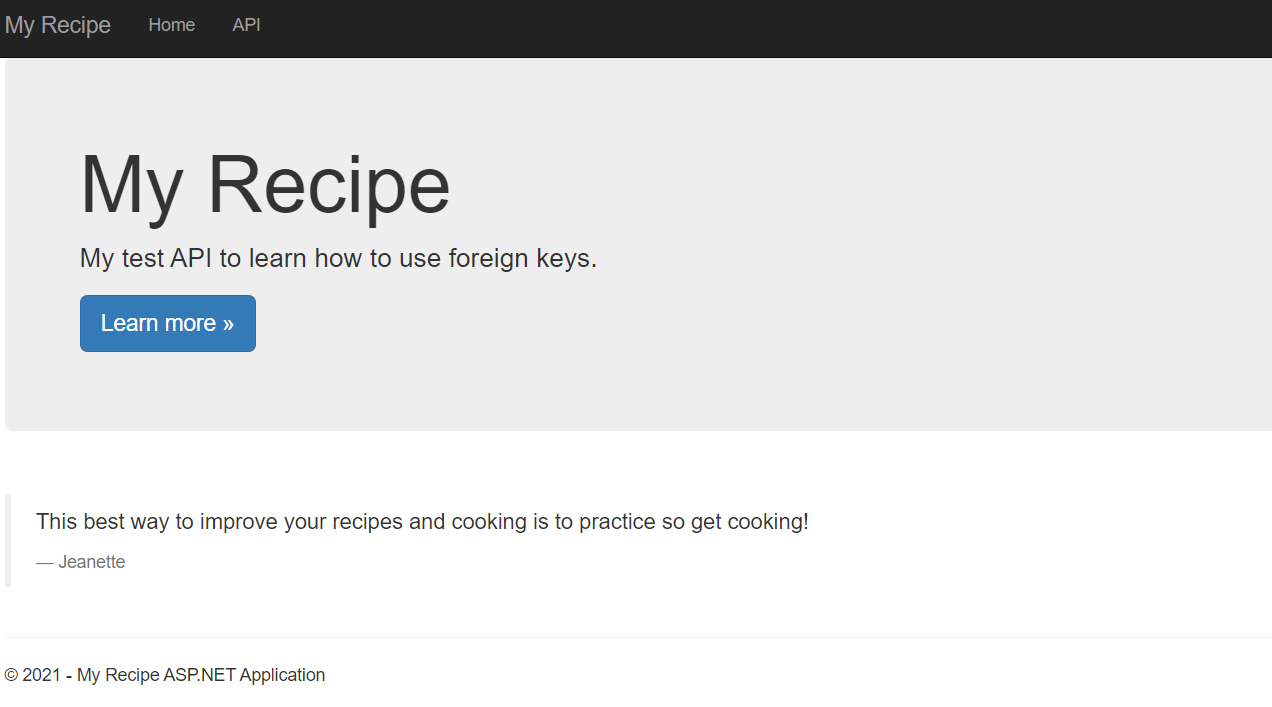 My Recipe Home API
My Recipe
My test API to learn how to use foreign keys.
Learn more »
This best way to improve your recipes and cooking is to practice so get cooking!
— Jeanette
© 2021 - My Recipe ASP.NET Application